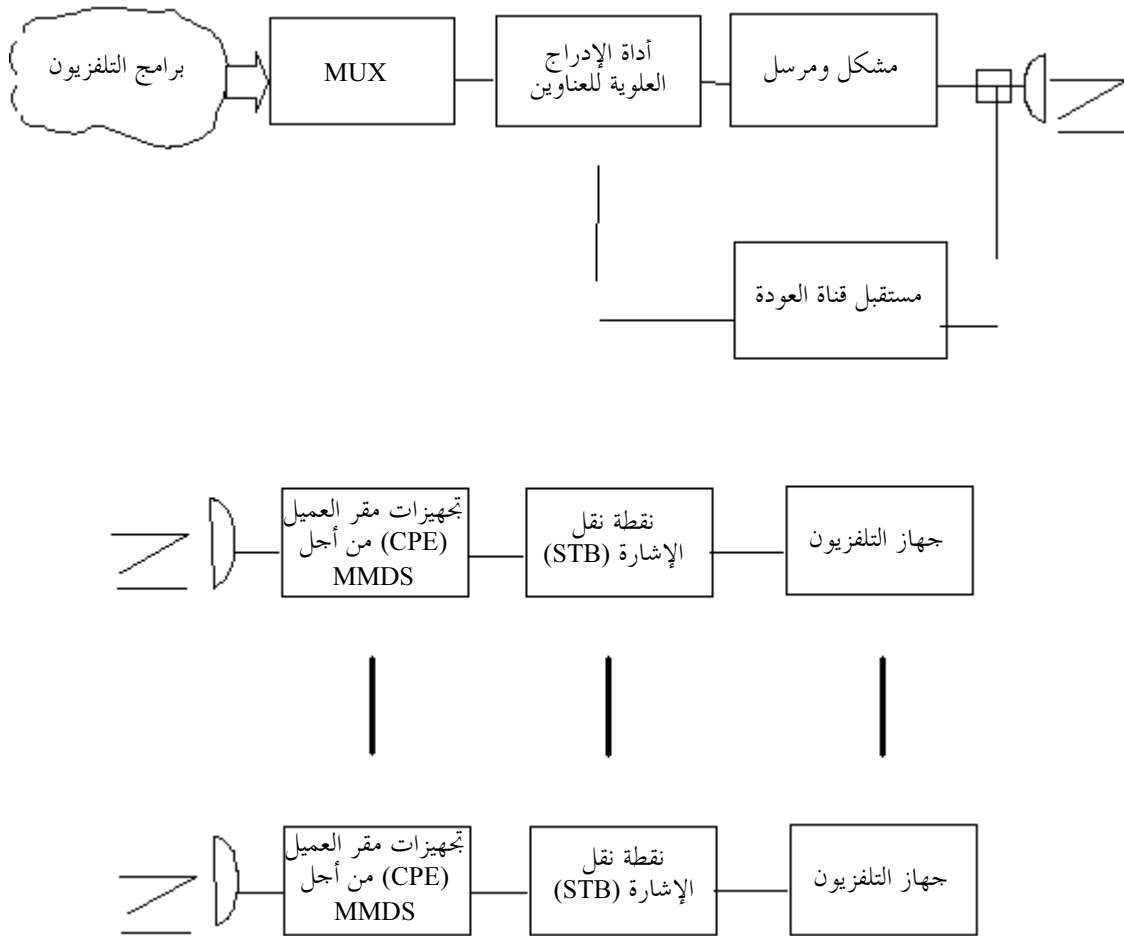 برامج التلفزيون
MUX
أداة الإدراج
العلوية للعناوين
مشكل ومرسل
مستقبل قناة العودة
تجهيزات مقر العميل
(CPE) من أجل
MMDS
نقطة نقل
الإشارة (STB)
جهاز التلفزيون
تجهيزات مقر العميل
(CPE) من أجل
MMDS
نقطة نقل
الإشارة (STB)
جهاز التلفزيون